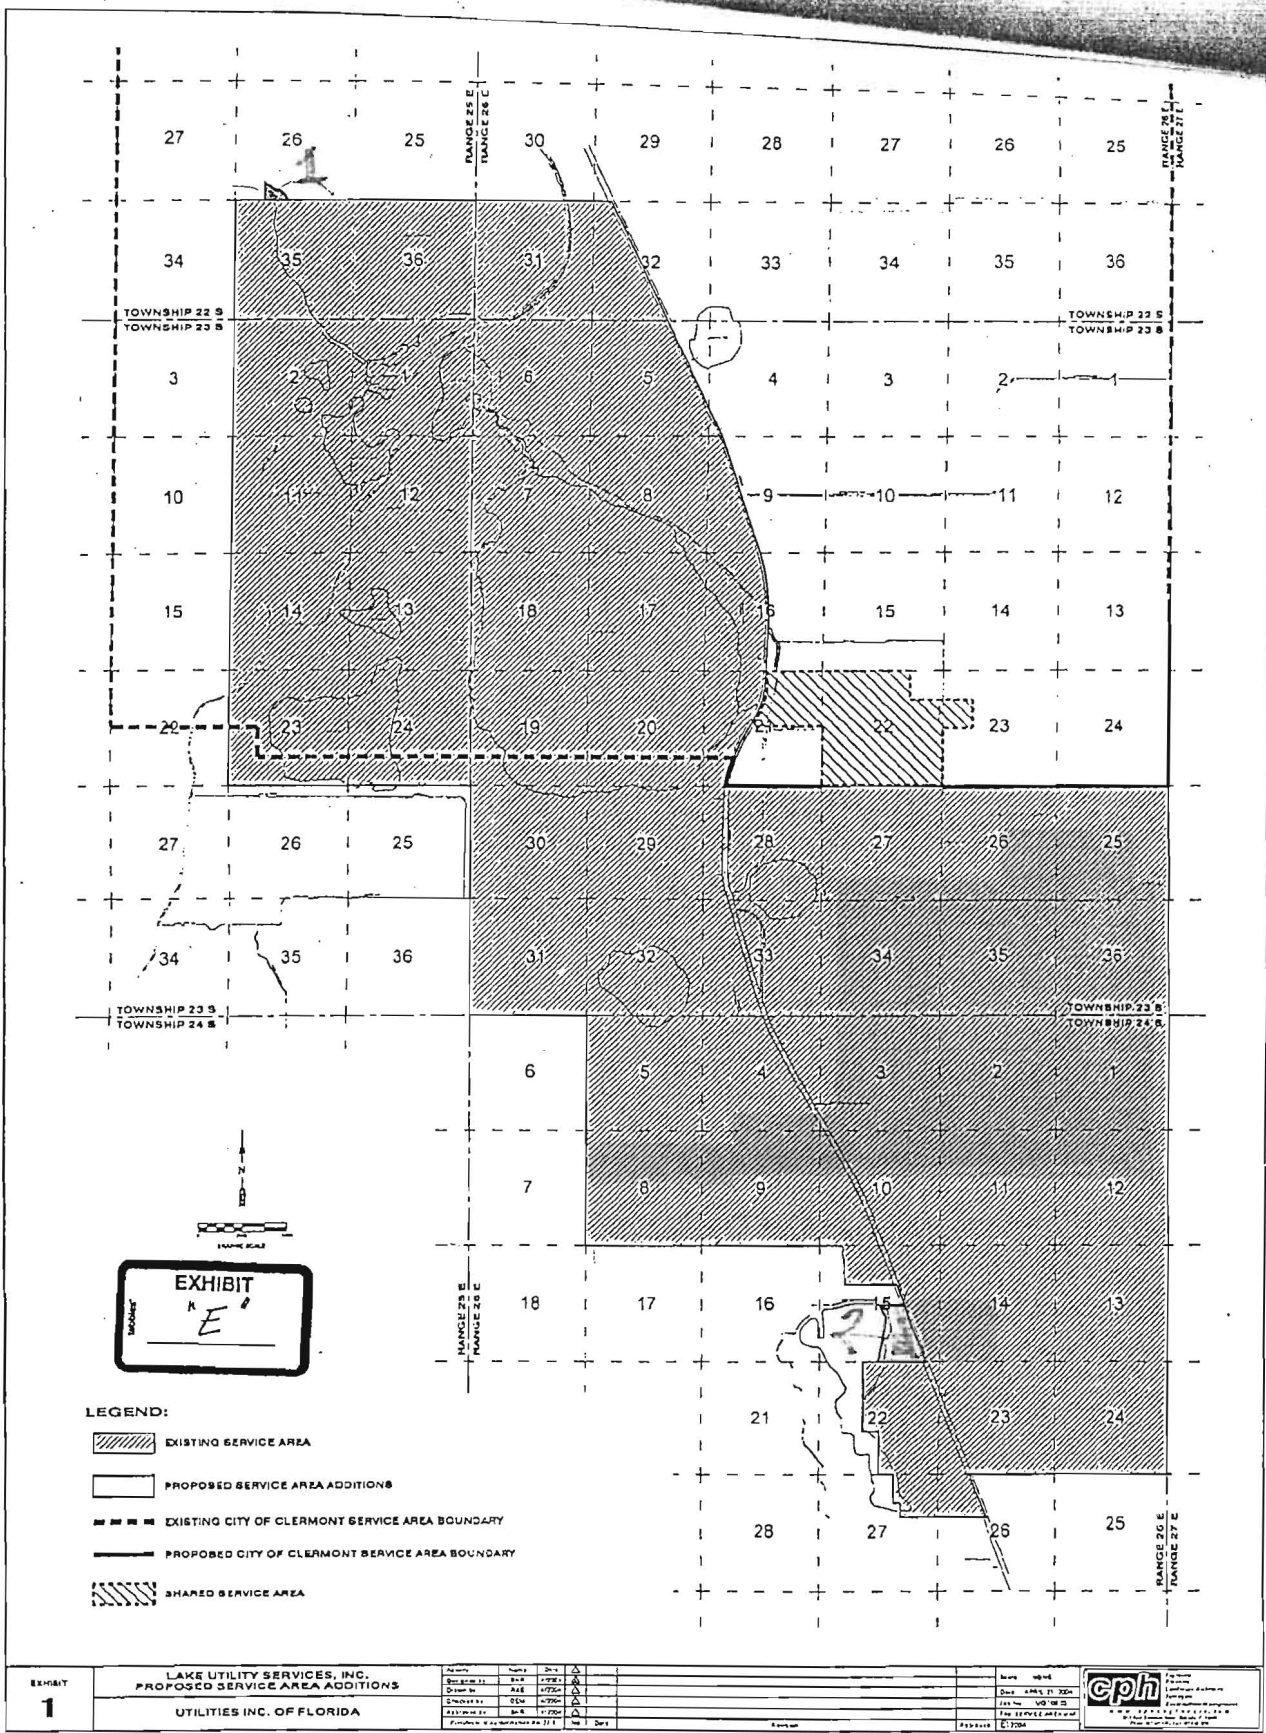 RANGE 25 E
RANGE 26 E
RANGE 26 E
RANGE 27 E
27 26 25 30 29 28 27 26 25
1
34 35 36 31 32 33 34 35 36
TOWNSHIP 22 S
TOWNSHIP 23 S
TOWNSHIP 22 S
TOWNSHIP 23 S
3 2 1 6 5 4 3 2 1
10 11 12 7 8 9 10 11 12
15 14 13 18 17 16 15 14 13
22 23 24 19 20 21 22 23 24
27 26 25 30 29 28 27 26 25
34 35 36 31 32 33 34 35 36
TOWNSHIP 23 S
TOWNSHIP 24 S
TOWNSHIP 23 S
TOWNSHIP 24 S
6 5 4 3 2 1
N
7 8 9 10 11 12
GRAPHIC SCALE
EXHIBIT
"E"
RANGE 25 E
RANGE 26 E
18 17 16 15 14 13
2
21 22 23 24
28 27 26 25
RANGE 26 E
RANGE 27 E
LEGEND:
EXISTING SERVICE AREA
PROPOSED SERVICE AREA ADDITIONS
EXISTING CITY OF CLERMONT SERVICE AREA BOUNDARY
PROPOSED CITY OF CLERMONT SERVICE AREA BOUNDARY
SHARED SERVICE AREA
EXHIBIT
1
LAKE UTILITY SERVICES, INC.
PROPOSED SERVICE AREA ADDITIONS
UTILITIES INC. OF FLORIDA
cph